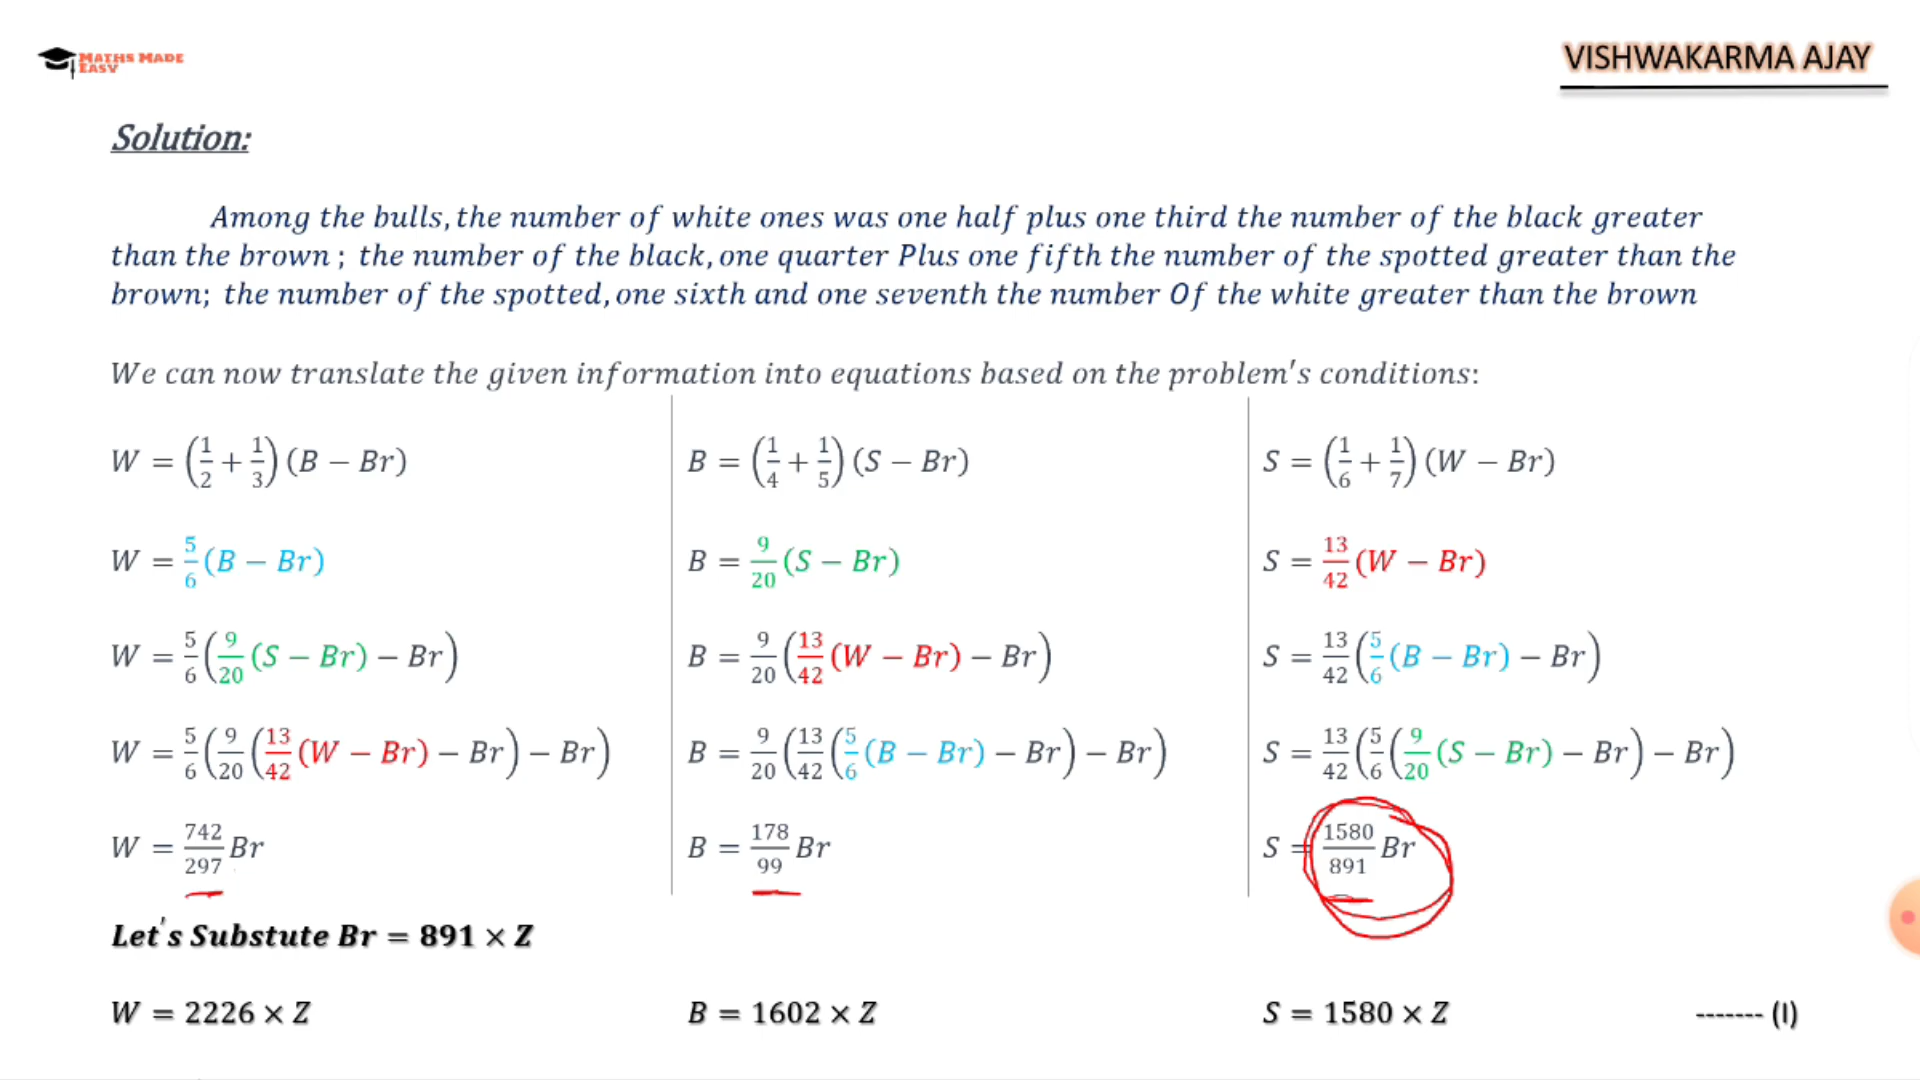 MATHS MADE
EASY
VISHWAKARMA AJAY
Solution:
Among the bulls, the number of white ones was one half plus one third the number of the black greater
than the brown ; the number of the black, one quarter Plus one fifth the number of the spotted greater than the
brown; the number of the spotted, one sixth and one seventh the number Of the white greater than the brown
We can now translate the given information into equations based on the problem's conditions:
W = (1/2 + 1/3) (B − Br)
B = (1/4 + 1/5) (S − Br)
S = (1/6 + 1/7) (W − Br)
W = 5/6 (B − Br)
B = 9/20 (S − Br)
S = 13/42 (W − Br)
W = 5/6 (9/20 (S − Br) − Br)
B = 9/20 (13/42 (W − Br) − Br)
S = 13/42 (5/6 (B − Br) − Br)
W = 5/6 (9/20 (13/42 (W − Br) − Br) − Br)
B = 9/20 (13/42 (5/6 (B − Br) − Br) − Br)
S = 13/42 (5/6 (9/20 (S − Br) − Br) − Br)
W = 742/297 Br
B = 178/99 Br
S = 1580/891 Br
Let's Substute Br = 891 × Z
W = 2226 × Z
B = 1602 × Z
S = 1580 × Z
------- (I)